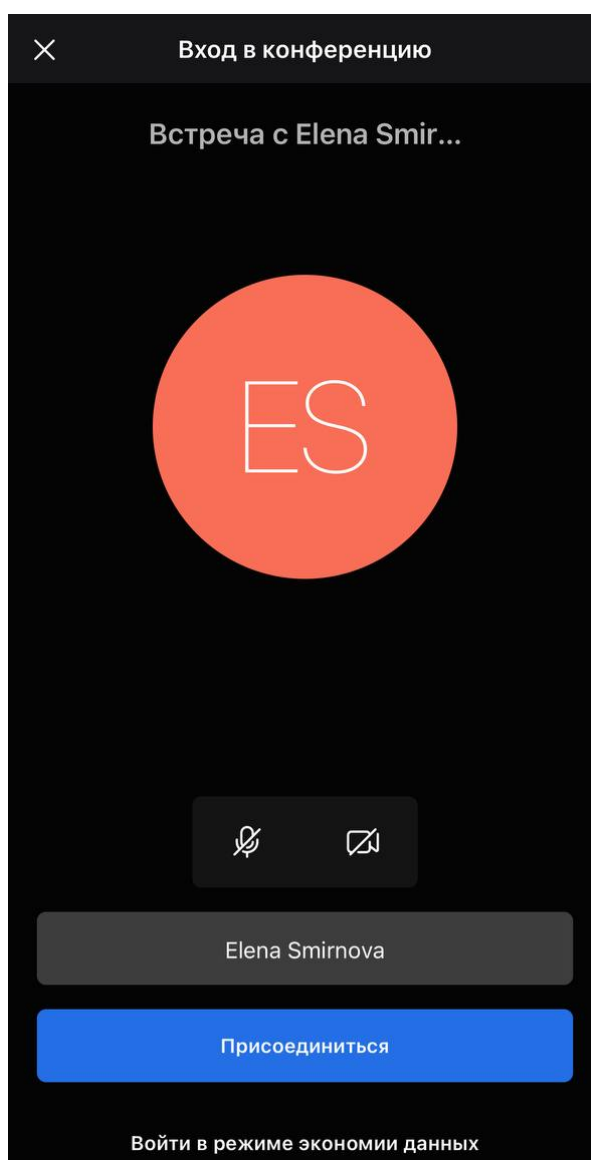 Вход в конференцию
Встреча с Elena Smir...
ES
Elena Smirnova
Присоединиться
Войти в режиме экономии данных